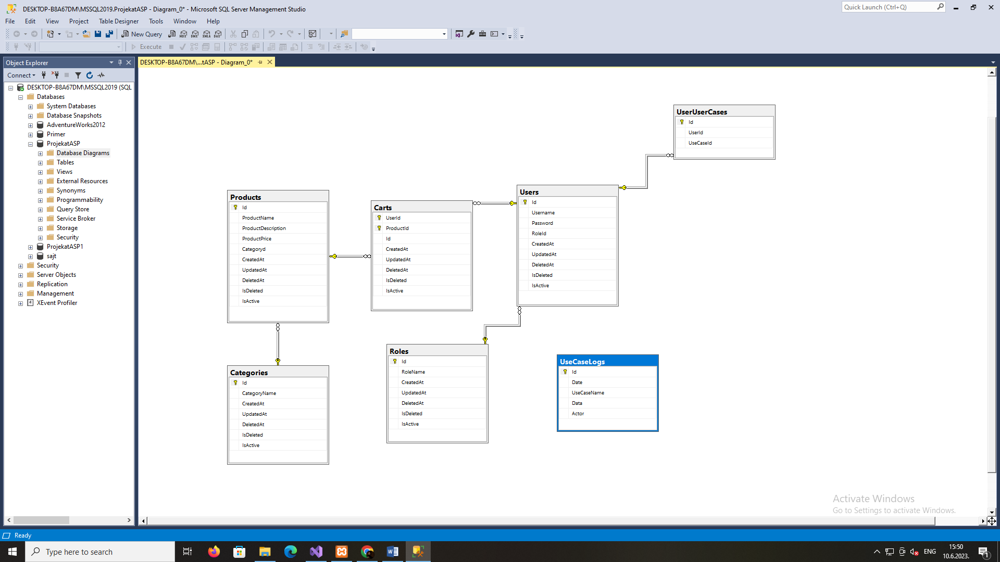 DESKTOP-B8A67DM\MSSQL2019.ProjekatASP - Diagram_0* - Microsoft SQL Server Management Studio
Quick Launch (Ctrl+Q)
File Edit View Project Table Designer Tools Window Help
New Query MDX DMX XMLA DAX
Execute
Object Explorer
DESKTOP-B8A67DM\...tASP - Diagram_0*
Connect
DESKTOP-B8A67DM\MSSQL2019 (SQL
Databases
System Databases
Database Snapshots
AdventureWorks2012
Primer
ProjekatASP
Database Diagrams
Tables
Views
External Resources
Synonyms
Programmability
Query Store
Service Broker
Storage
Security
ProjekatASP1
sajt
Security
Server Objects
Replication
Management
XEvent Profiler
Products
Id
ProductName
ProductDescription
ProductPrice
Categoryd
CreatedAt
UpdatedAt
DeletedAt
IsDeleted
IsActive
Categories
Id
CategoryName
CreatedAt
UpdatedAt
DeletedAt
IsDeleted
IsActive
Carts
UserId
ProductId
Id
CreatedAt
UpdatedAt
DeletedAt
IsDeleted
IsActive
Roles
Id
RoleName
CreatedAt
UpdatedAt
DeletedAt
IsDeleted
IsActive
Users
Id
Username
Password
RoleId
CreatedAt
UpdatedAt
DeletedAt
IsDeleted
IsActive
UserUserCases
Id
UserId
UseCaseId
UseCaseLogs
Id
Date
UseCaseName
Data
Actor
Activate Windows
Go to Settings to activate Windows.
Ready
Type here to search
ENG
15:50
10.6.2023.
1